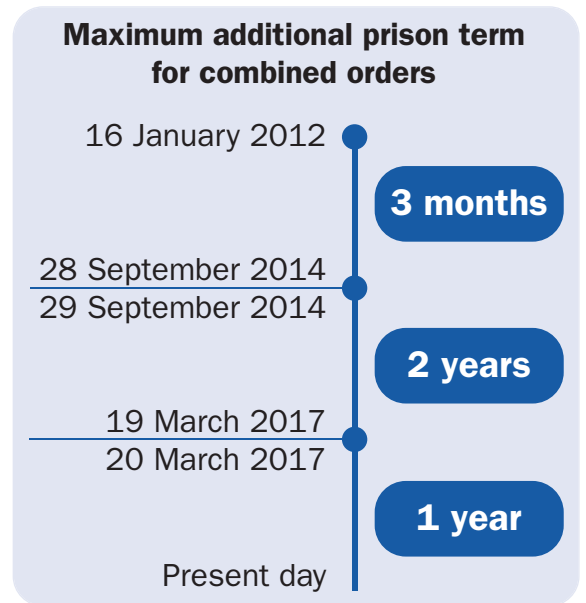 Maximum additional prison term
for combined orders
16 January 2012
3 months
28 September 2014
29 September 2014
2 years
19 March 2017
20 March 2017
1 year
Present day